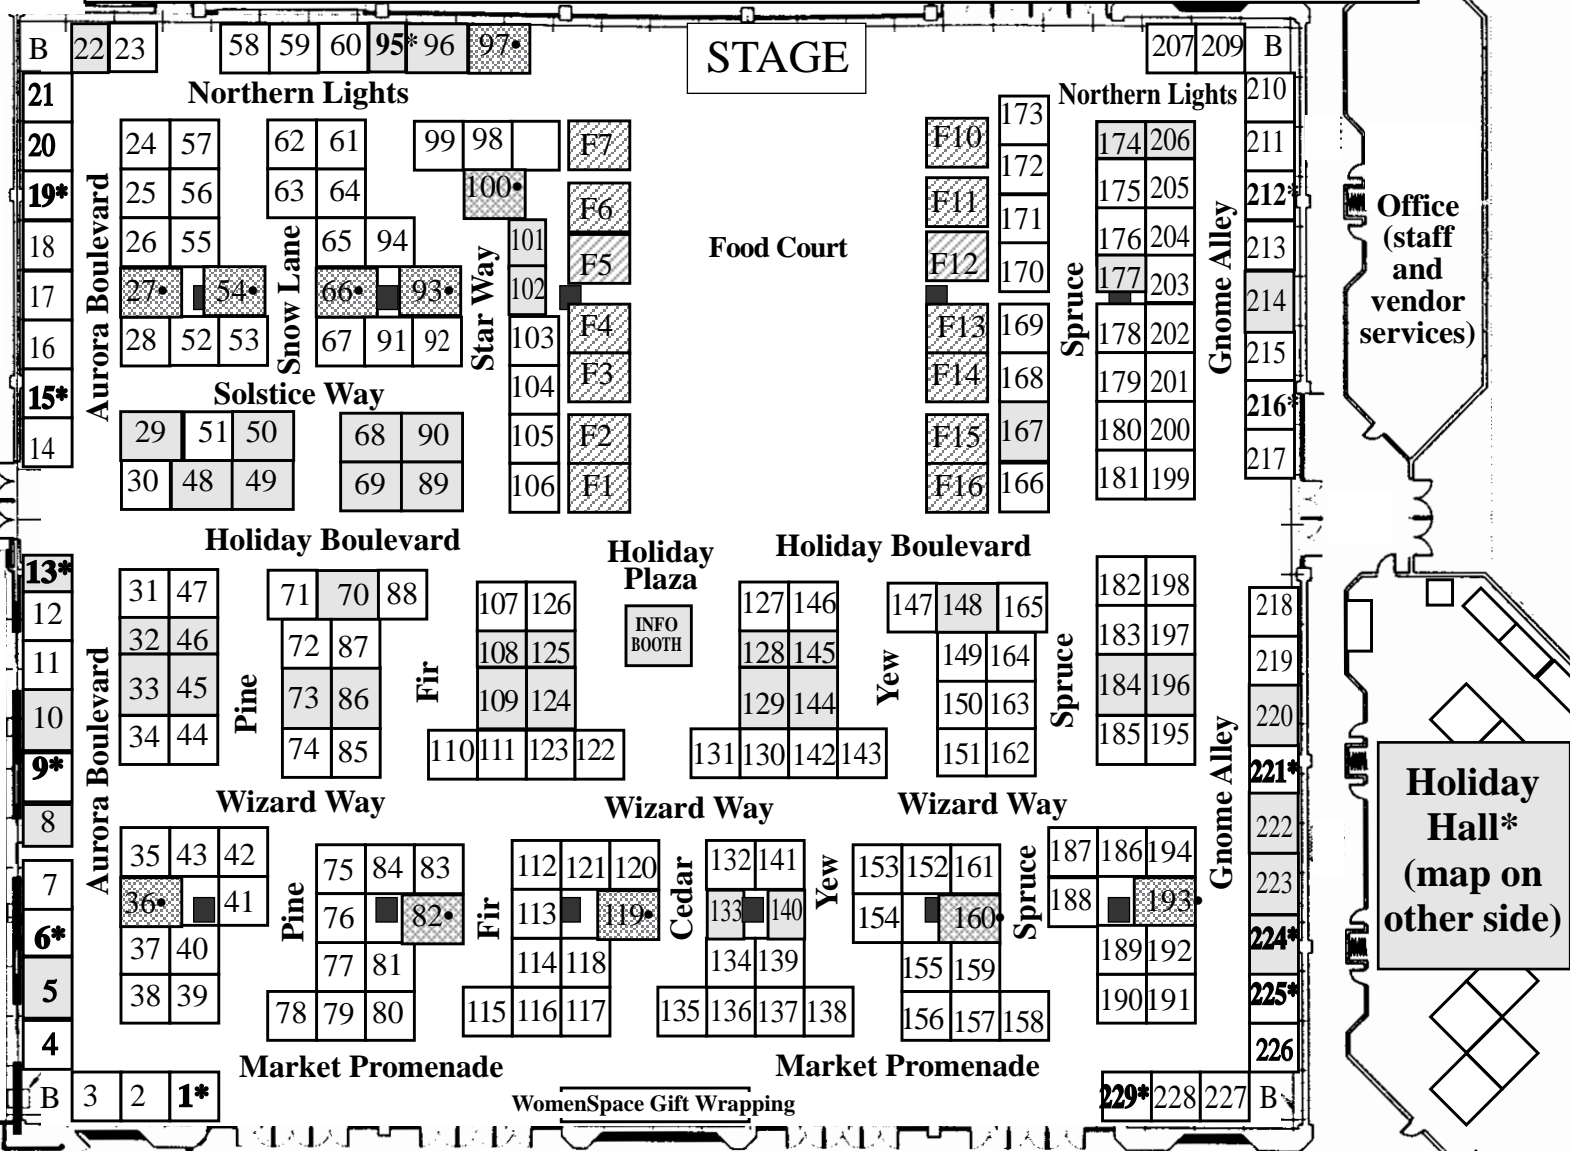 B 22 23 58 59 60 95* 96 97• STAGE 207 209 B
21 Northern Lights Northern Lights 210
20 24 57 62 61 99 98 F7 F10 173 174 206 211
19* 25 56 63 64 100• F6 F11 172 175 205 212*
18 26 55 65 94 101 F5 Food Court F12 171 176 204 213
17 27• 54• 66• 93• 102 170 177 203 214
16 28 52 53 67 91 92 103 F4 F13 169 178 202 215
Aurora Boulevard
Snow Lane
Star Way
Spruce
Gnome Alley
Office
(staff
and
vendor
services)
15* Solstice Way 104 F3 F14 168 179 201 216*
14 29 51 50 68 90 105 F2 F15 167 180 200 217
30 48 49 69 89 106 F1 F16 166 181 199
Holiday Boulevard
Holiday
Plaza
Holiday Boulevard
INFO
BOOTH
13* 31 47 71 70 88 107 126 127 146 147 148 165 182 198 218
12 32 46 72 87 108 125 128 145 149 164 183 197 219
11 33 45 73 86 109 124 129 144 150 163 184 196 220
10 34 44 74 85 110 111 123 122 131 130 142 143 151 162 185 195 221*
9*
Aurora Boulevard
Pine
Fir
Yew
Spruce
Gnome Alley
Wizard Way Wizard Way Wizard Way
Holiday
Hall*
(map on
other side)
8 35 43 42 75 84 83 112 121 120 132 141 153 152 161 187 186 194 222
7 36• 41 76 82• 113 119• 133 140 154 160• 188 193• 223
6* 37 40 77 81 114 118 134 139 155 159 189 192 224*
5 38 39 78 79 80 115 116 117 135 136 137 138 156 157 158 190 191 225*
Pine
Fir
Cedar
Yew
Spruce
4 Market Promenade Market Promenade 226
B 3 2 1* WomenSpace Gift Wrapping 229* 228 227 B